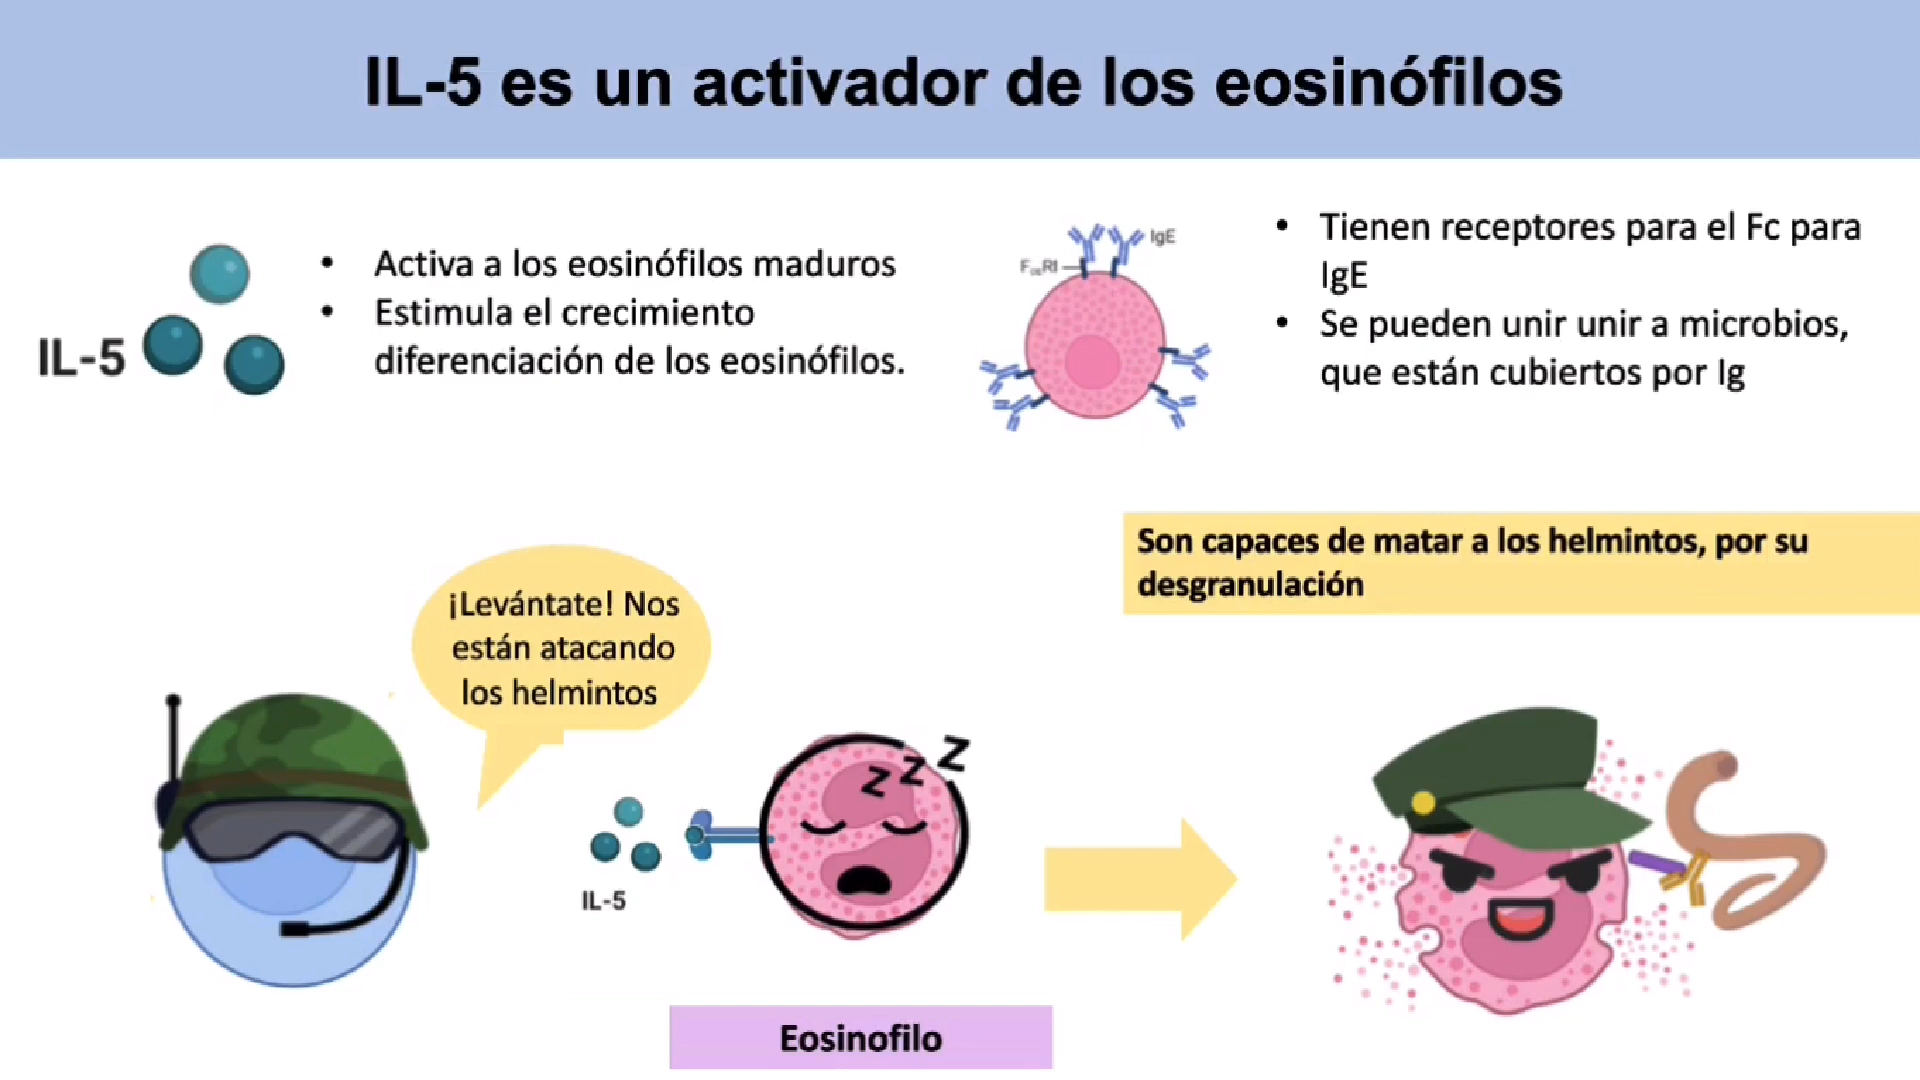 IL-5 es un activador de los eosinófilos
IL-5
• Activa a los eosinófilos maduros
• Estimula el crecimiento
diferenciación de los eosinófilos.
IgE
• Tienen receptores para el Fc para
IgE
• Se pueden unir unir a microbios,
que están cubiertos por Ig
Son capaces de matar a los helmintos, por su
desgranulación
¡Levántate! Nos
están atacando
los helmintos
z z z
IL-5
Eosinofilo